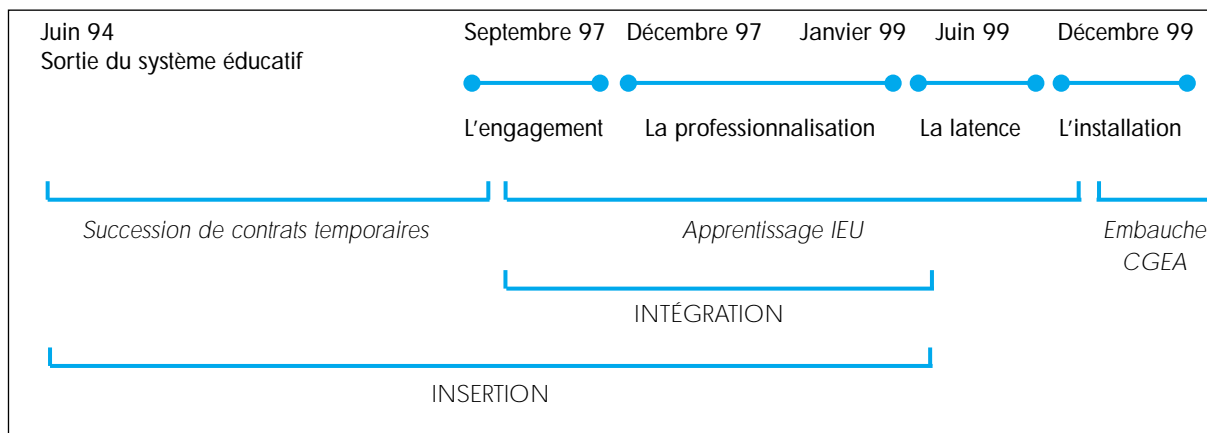 Juin 94
Sortie du système éducatif
Septembre 97 Décembre 97 Janvier 99 Juin 99 Décembre 99
L’engagement La professionnalisation La latence L’installation
Succession de contrats temporaires Apprentissage IEU Embauche
CGEA
INTÉGRATION
INSERTION